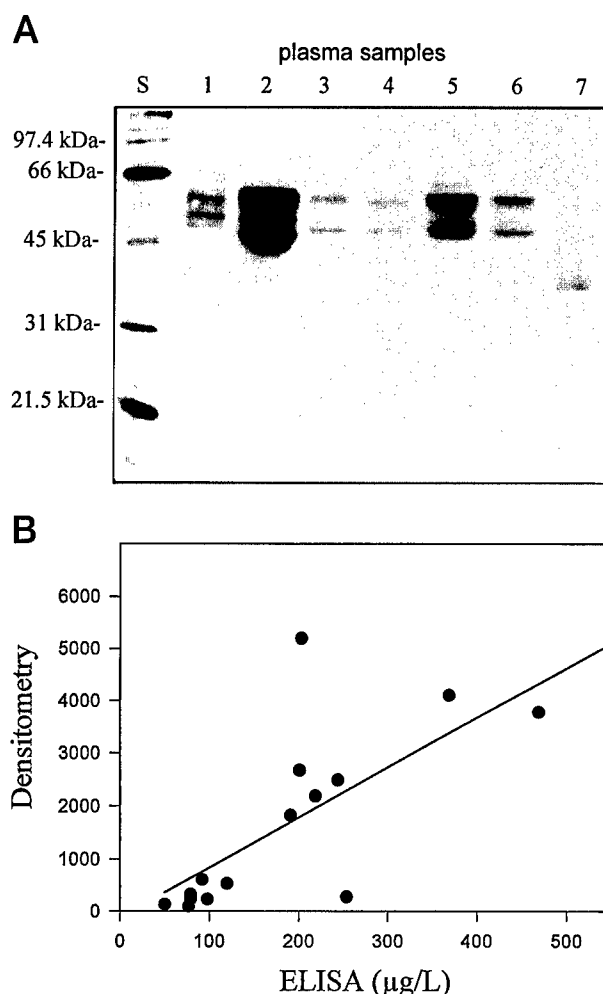 A
plasma samples
S 1 2 3 4 5 6 7
97.4 kDa-
66 kDa-
45 kDa-
31 kDa-
21.5 kDa-
B
6000
5000
4000
3000
2000
1000
0
Densitometry
0 100 200 300 400 500
ELISA (µg/L)